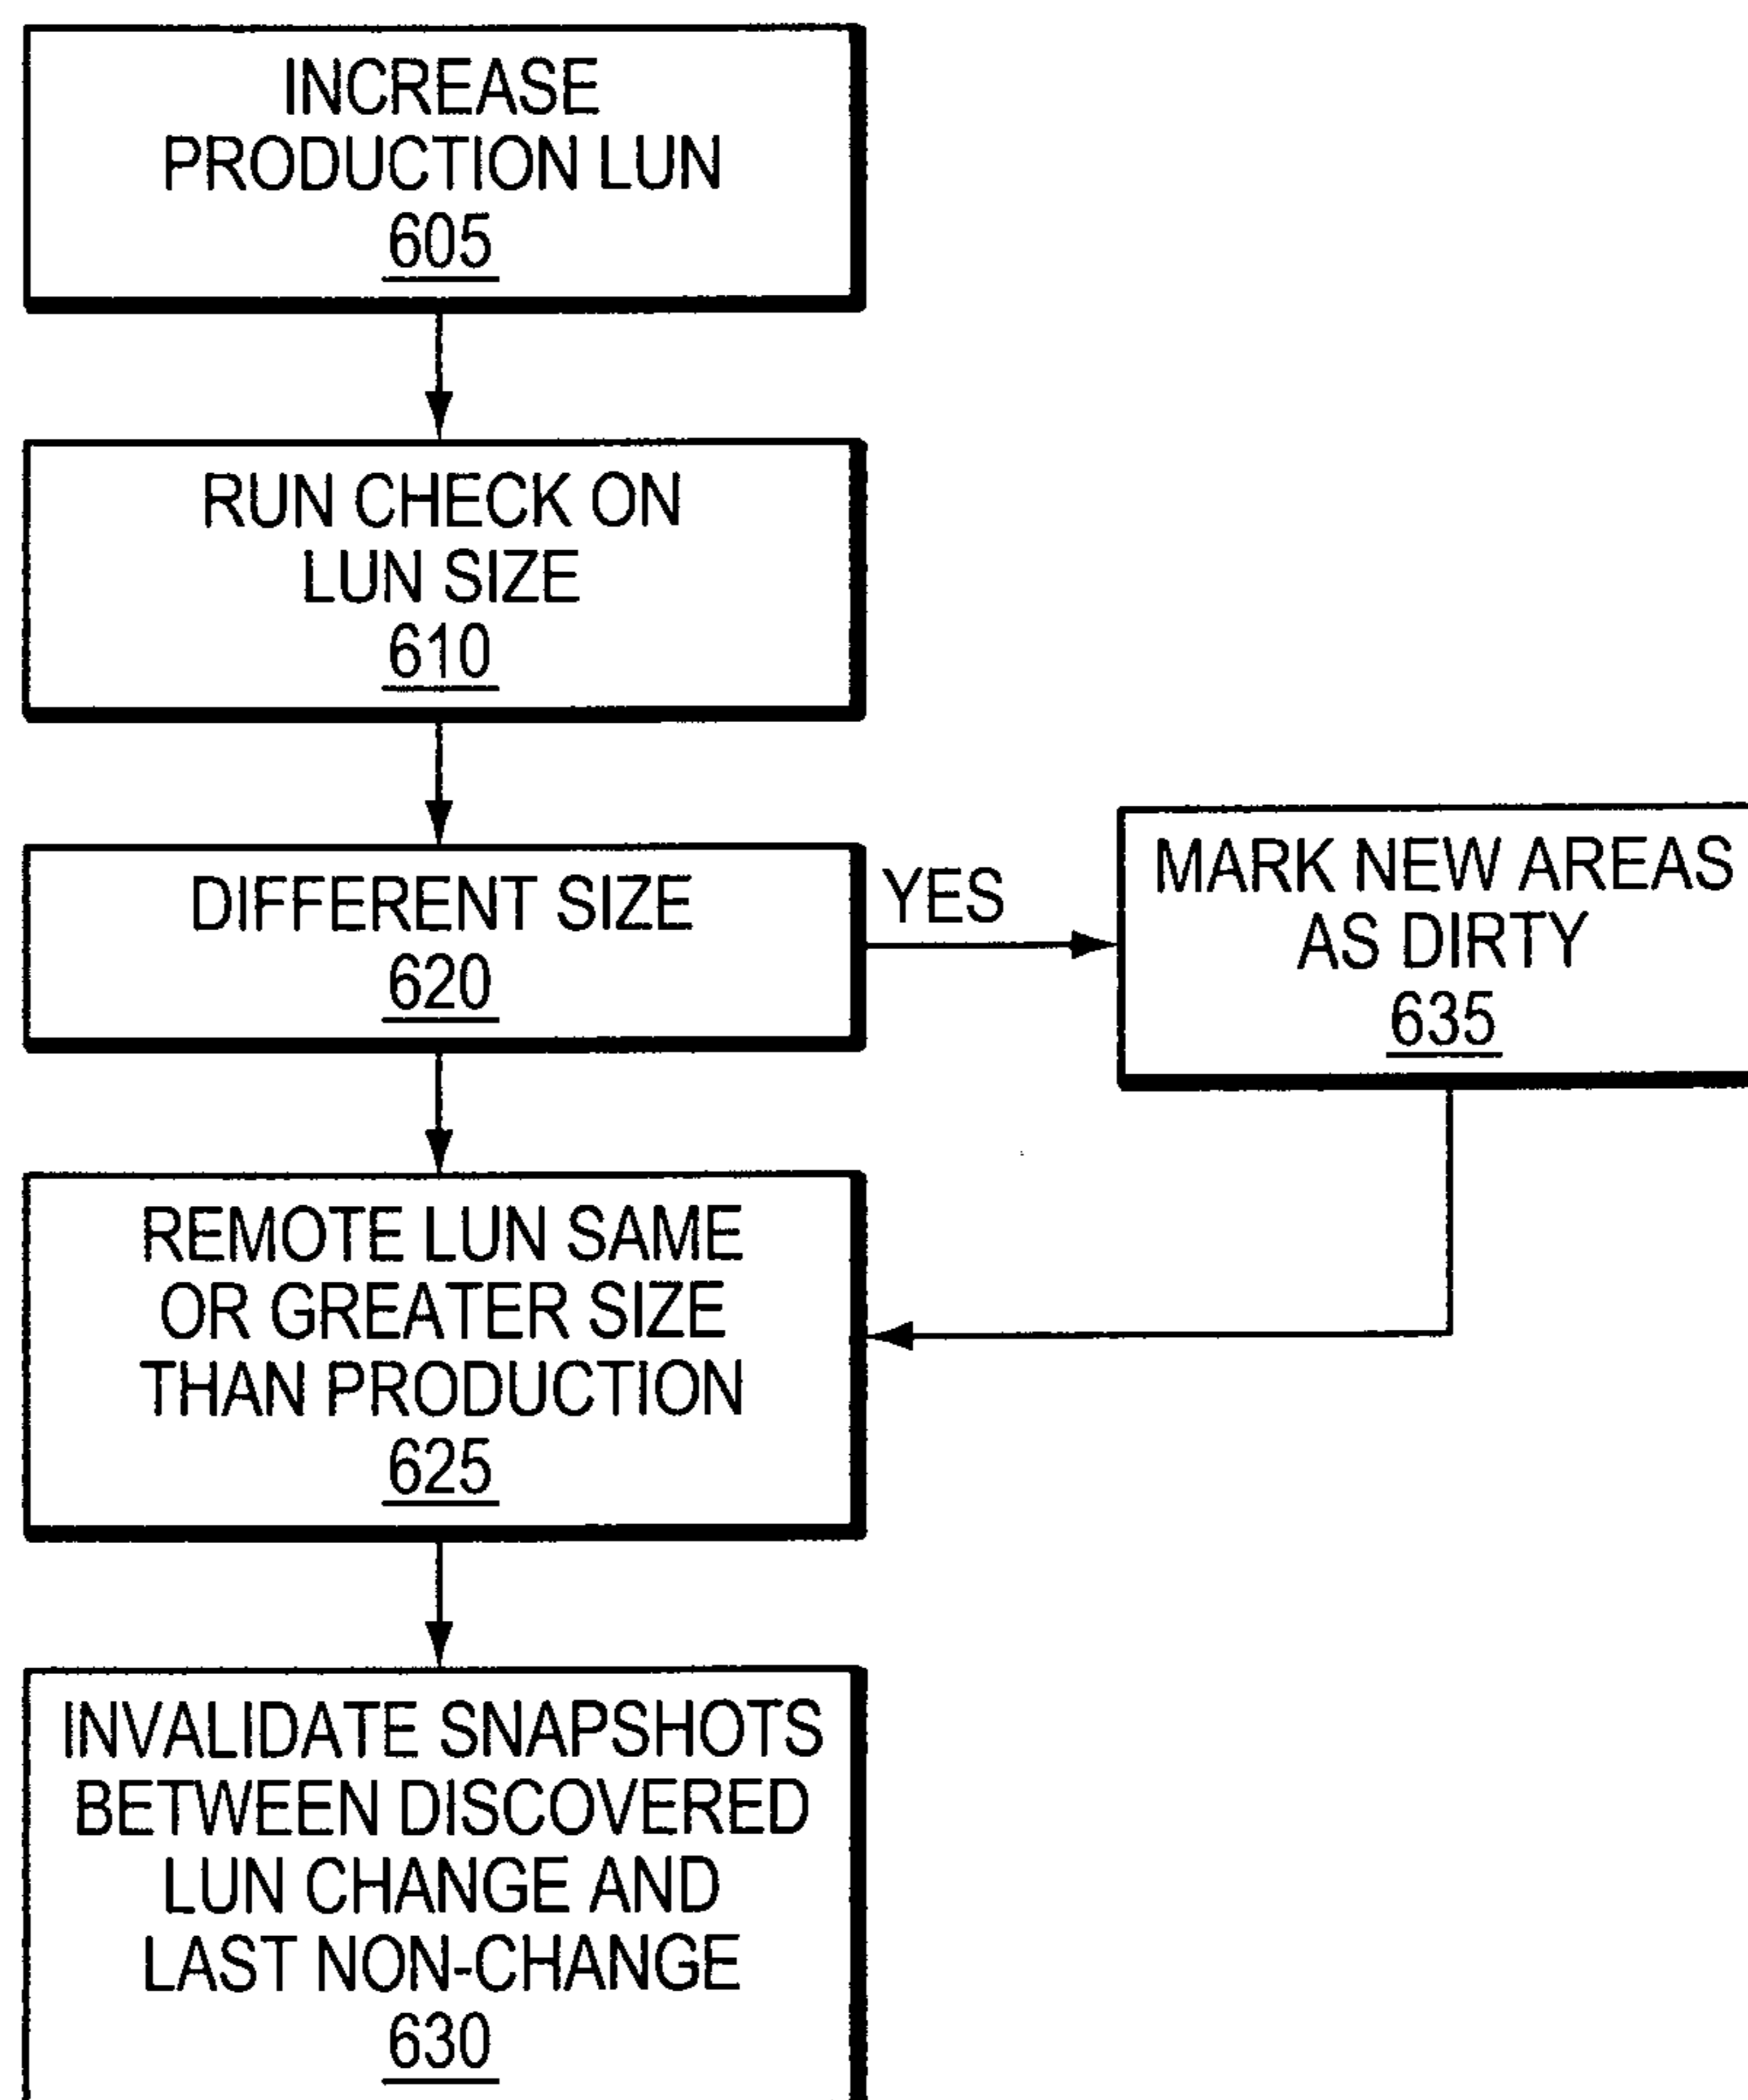 INCREASE
PRODUCTION LUN
605
RUN CHECK ON
LUN SIZE
610
DIFFERENT SIZE
620
YES
MARK NEW AREAS
AS DIRTY
635
REMOTE LUN SAME
OR GREATER SIZE
THAN PRODUCTION
625
INVALIDATE SNAPSHOTS
BETWEEN DISCOVERED
LUN CHANGE AND
LAST NON-CHANGE
630